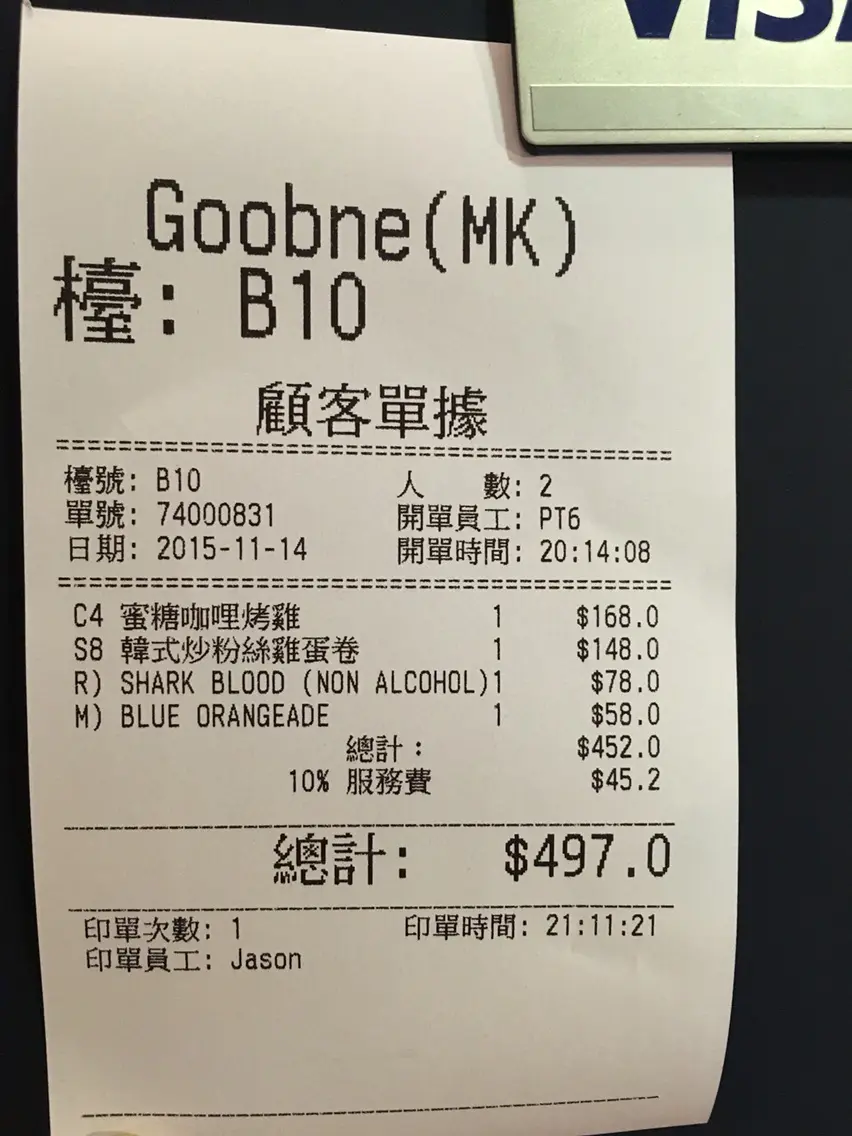 VISA
Goobne(MK)
檯: B10
顧客單據
檯號: B10 人 數: 2
單號: 74000831 開單員工: PT6
日期: 2015-11-14 開單時間: 20:14:08
C4 蜜糖咖哩烤雞 1 $168.0
S8 韓式炒粉絲雞蛋卷 1 $148.0
R) SHARK BLOOD (NON ALCOHOL)1 $78.0
M) BLUE ORANGEADE 1 $58.0
總計: $452.0
10% 服務費 $45.2
總計: $497.0
印單次數: 1 印單時間: 21:11:21
印單員工: Jason